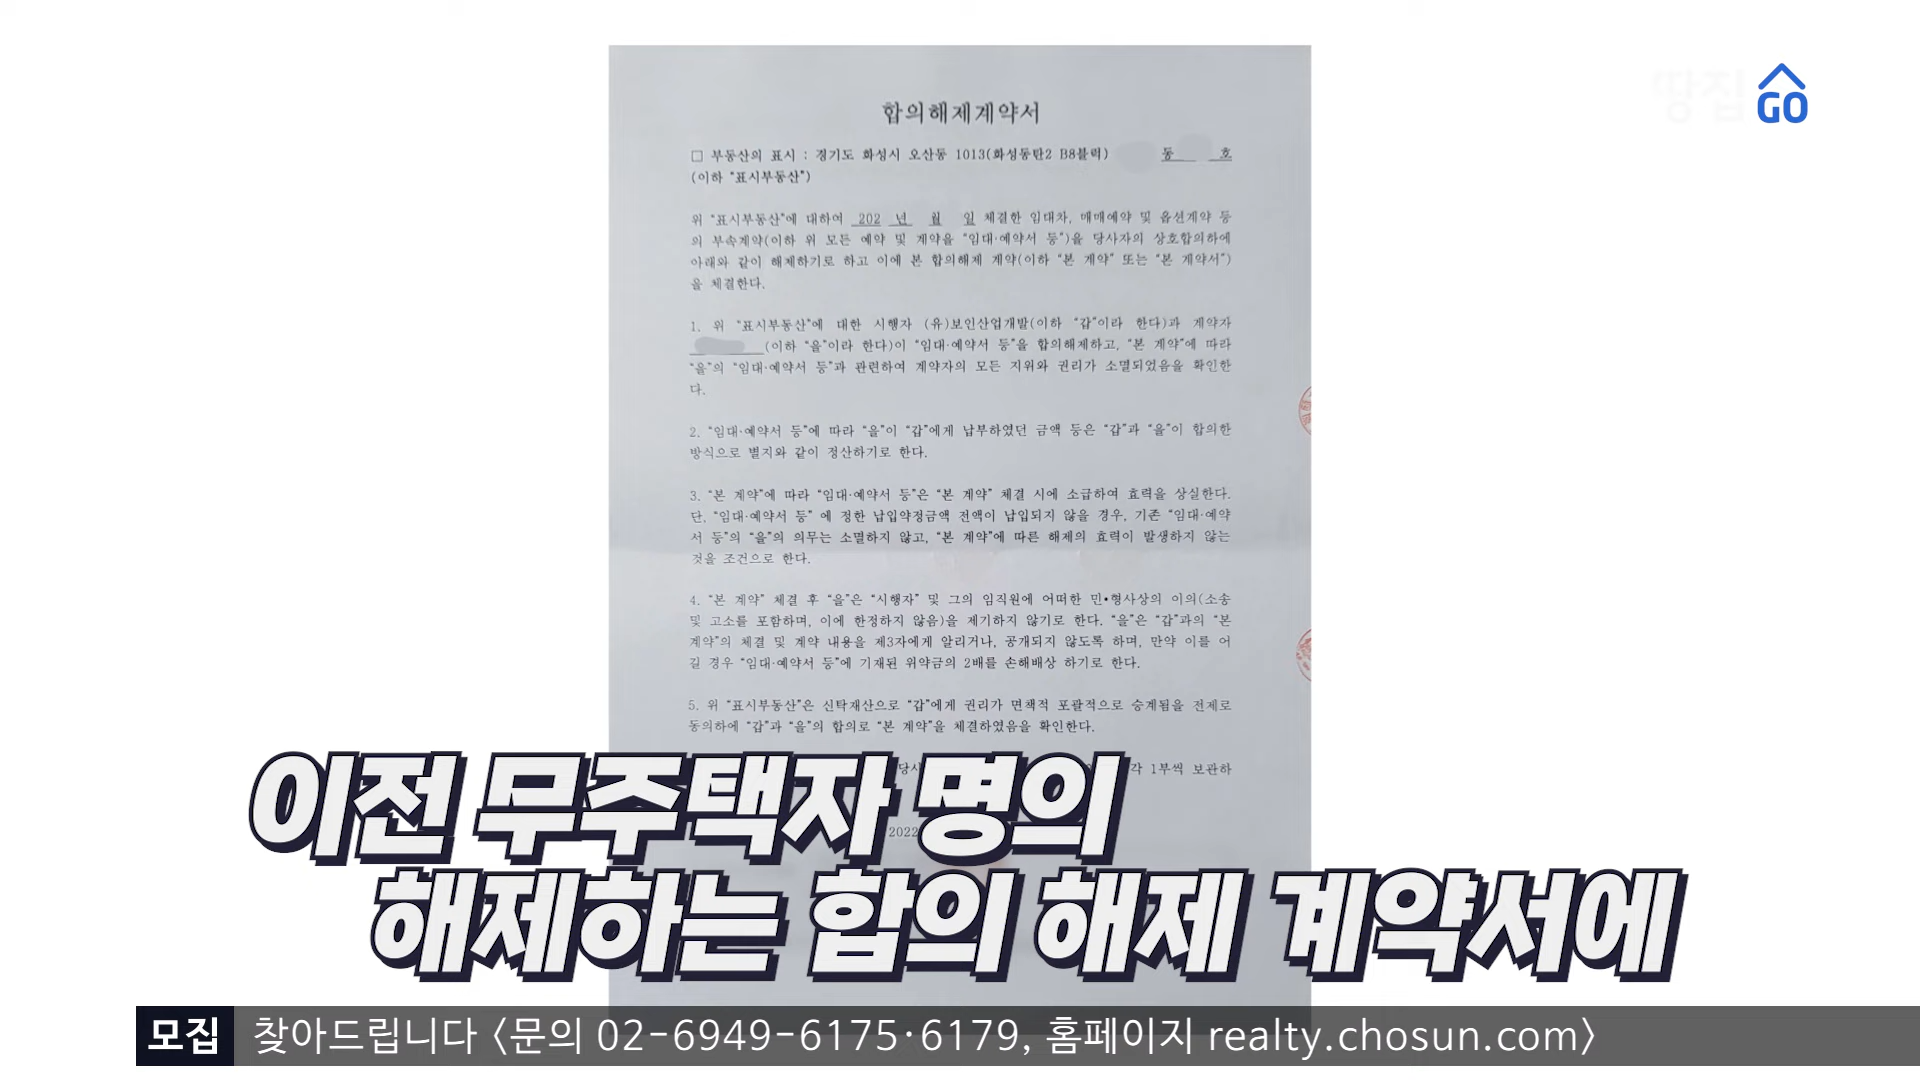 땅집GO
합의해제계약서
□ 부동산의 표시 : 경기도 화성시 오산동 1013(화성동탄2 B8블럭) 동 호
(이하 "표시부동산")
위 "표시부동산"에 대하여 202 년 월 일 체결한 임대차, 매매예약 및 옵션계약 등
의 부속계약(이하 위 모든 예약 및 계약을 "임대·예약서 등")을 당사자의 상호합의하에
아래와 같이 해제하기로 하고 이에 본 합의해제 계약(이하 "본 계약" 또는 "본 계약서")
을 체결한다.
1. 위 "표시부동산"에 대한 시행자 (유)보인산업개발(이하 "갑"이라 한다)과 계약자
(이하 "을"이라 한다)이 "임대·예약서 등"을 합의해제하고, "본 계약"에 따라
"을"의 "임대·예약서 등"과 관련하여 계약자의 모든 지위와 권리가 소멸되었음을 확인한
다.
2. "임대·예약서 등"에 따라 "을"이 "갑"에게 납부하였던 금액 등은 "갑"과 "을"이 합의한
방식으로 별지와 같이 정산하기로 한다.
3. "본 계약"에 따라 "임대·예약서 등"은 "본 계약" 체결 시에 소급하여 효력을 상실한다.
단, "임대·예약서 등" 에 정한 납입약정금액 전액이 납입되지 않을 경우, 기존 "임대·예약
서 등"의 "을"의 의무는 소멸하지 않고, "본 계약"에 따른 해제의 효력이 발생하지 않는
것을 조건으로 한다.
4. "본 계약" 체결 후 "을"은 "시행자" 및 그의 임직원에 어떠한 민•형사상의 이의(소송
및 고소를 포함하며, 이에 한정하지 않음)을 제기하지 않기로 한다. "을"은 "갑"과의 "본
계약"의 체결 및 계약 내용을 제3자에게 알리거나, 공개되지 않도록 하며, 만약 이를 어
길 경우 "임대·예약서 등"에 기재된 위약금의 2배를 손해배상 하기로 한다.
5. 위 "표시부동산"은 신탁재산으로 "갑"에게 권리가 면책적 포괄적으로 승계됨을 전제로
동의하에 "갑"과 "을"의 합의로 "본 계약"을 체결하였음을 확인한다.
당사 각 1부씩 보관하
2022
이전 무주택자 명의
해제하는 합의 해제 계약서에
모집 찾아드립니다 〈문의 02-6949-6175·6179, 홈페이지 realty.chosun.com〉